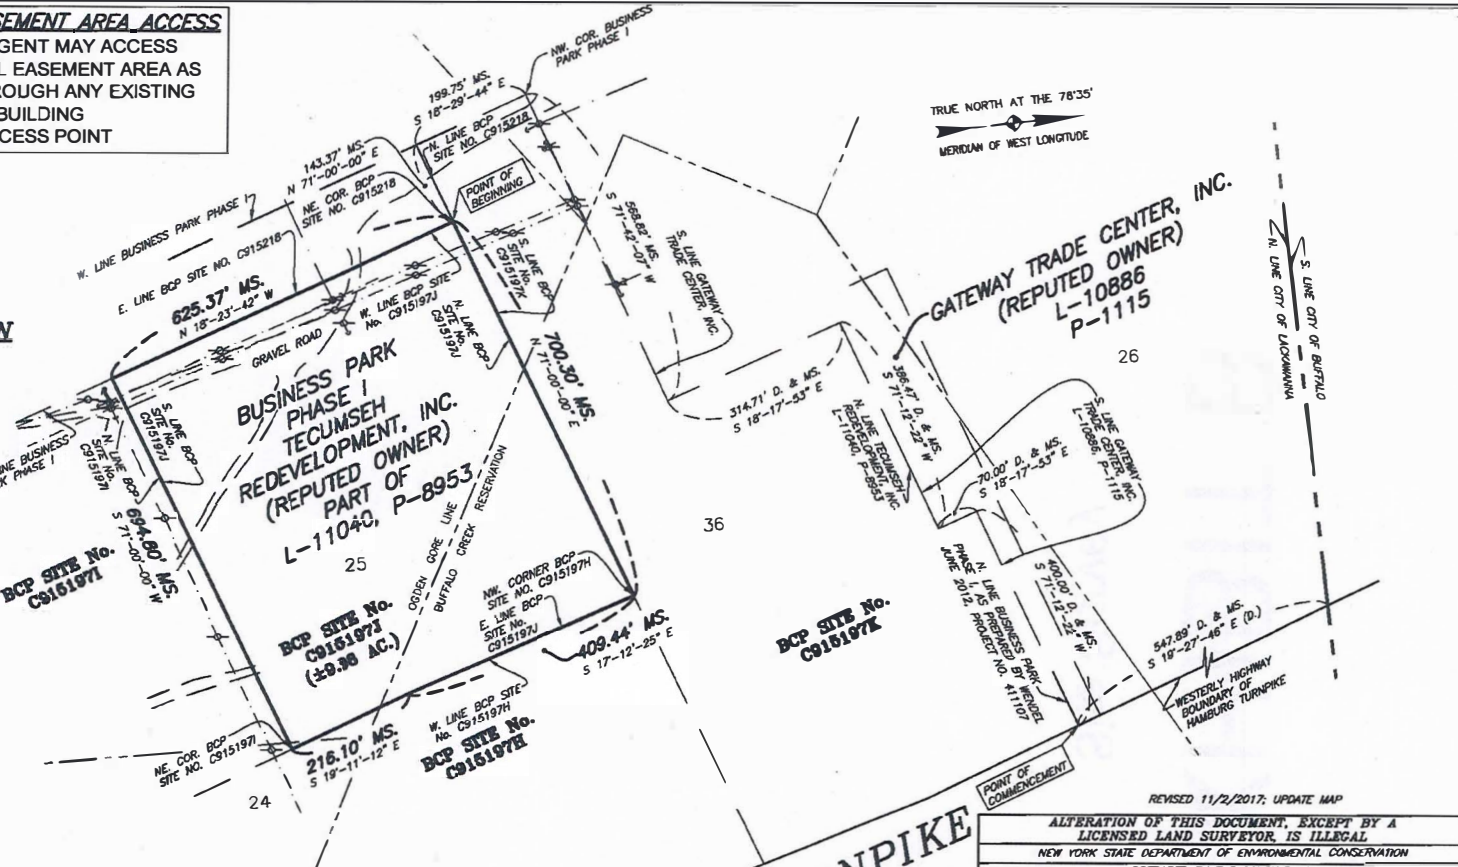 SEMENT AREA ACCESS
GENT MAY ACCESS
L EASEMENT AREA AS
ROUGH ANY EXISTING
BUILDING
CESS POINT
NW. COR. BUSINESS
PARK PHASE I
199.75' MS.
S 18°-29'-44" E
N. LINE BCP
SITE NO. C915218
143.37' MS.
N 71°-00'-00" E
NE. COR. BCP
SITE NO. C915218
POINT OF
BEGINNING
W. LINE BUSINESS PARK PHASE I
E. LINE BCP SITE NO. C915218
625.37' MS.
N 18°-23'-42" W
GRAVEL ROAD
W. LINE BCP SITE
No. C915197J
N. LINE BCP
SITE No.
C915197J
S. LINE BCP
SITE No.
C915197K
700.30' MS.
N 71°-00'-00" E
568.82' MS.
S 71°-42'-07" W
S. LINE GATEWAY
TRADE CENTER, INC.
TRUE NORTH AT THE 78°35'
MERIDIAN OF WEST LONGITUDE
GATEWAY TRADE CENTER, INC.
(REPUTED OWNER)
L-10886
P-1115
26
N. LINE CITY OF LACKAWANNA
S. LINE CITY OF BUFFALO
BUSINESS PARK
PHASE I
TECUMSEH
REDEVELOPMENT, INC.
(REPUTED OWNER)
PART OF
L-11040, P-8953
25
OGDEN GORE LINE
BUFFALO CREEK RESERVATION
S. LINE BCP
SITE No.
C915197J
N. LINE BCP
SITE No.
C915197I
INE BUSINESS
K PHASE I
694.80' MS.
S 71°-00'-00" W
BCP SITE No.
C915197I
BCP SITE No.
C915197J
(±9.98 AC.)
NW. CORNER BCP
SITE NO. C915197H
E. LINE BCP
SITE No.
C915197J
409.44' MS.
S 17°-12'-25" E
W. LINE BCP SITE
No. C915197H
BCP SITE No.
C915197H
216.10' MS.
S 19°-11'-12" E
NE. COR. BCP
SITE NO. C915197I
24
36
BCP SITE No.
C915197K
314.71' D. & MS.
S 18°-17'-53" E
N. LINE TECUMSEH
REDEVELOPMENT, INC.
L-11040, P-8953
386.47' D. & MS.
S 71°-12'-22" W
70.00' D. & MS.
S 18°-17'-53" E
S. LINE GATEWAY
TRADE CENTER, INC.
L-10886, P-1115
400.00' D. & MS.
S 71°-12'-22" W
N. LINE BUSINESS PARK
PHASE I, AS PREPARED BY WENDEL
JUNE 2012, PROJECT NO. 411107
547.89' D. & MS.
S 19°-27'-46" E (D.)
WESTERLY HIGHWAY
BOUNDARY OF
HAMBURG TURNPIKE
POINT OF
COMMENCEMENT
NPIKE
REVISED 11/2/2017; UPDATE MAP
ALTERATION OF THIS DOCUMENT, EXCEPT BY A
LICENSED LAND SURVEYOR, IS ILLEGAL
NEW YORK STATE DEPARTMENT OF ENVIRONMENTAL CONSERVATION